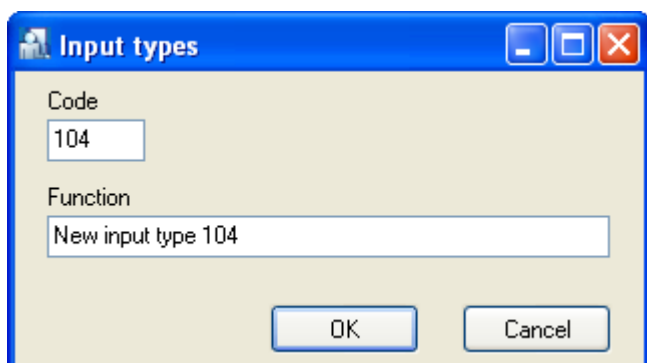 Input types
Code
104
Function
New input type 104
OK Cancel